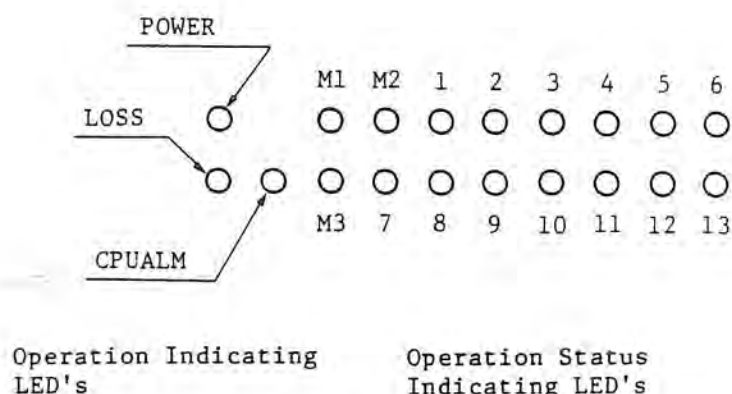 POWER
M1 M2 1 2 3 4 5 6
LOSS
M3 7 8 9 10 11 12 13
CPUALM
Operation Indicating
LED's
Operation Status
Indicating LED's